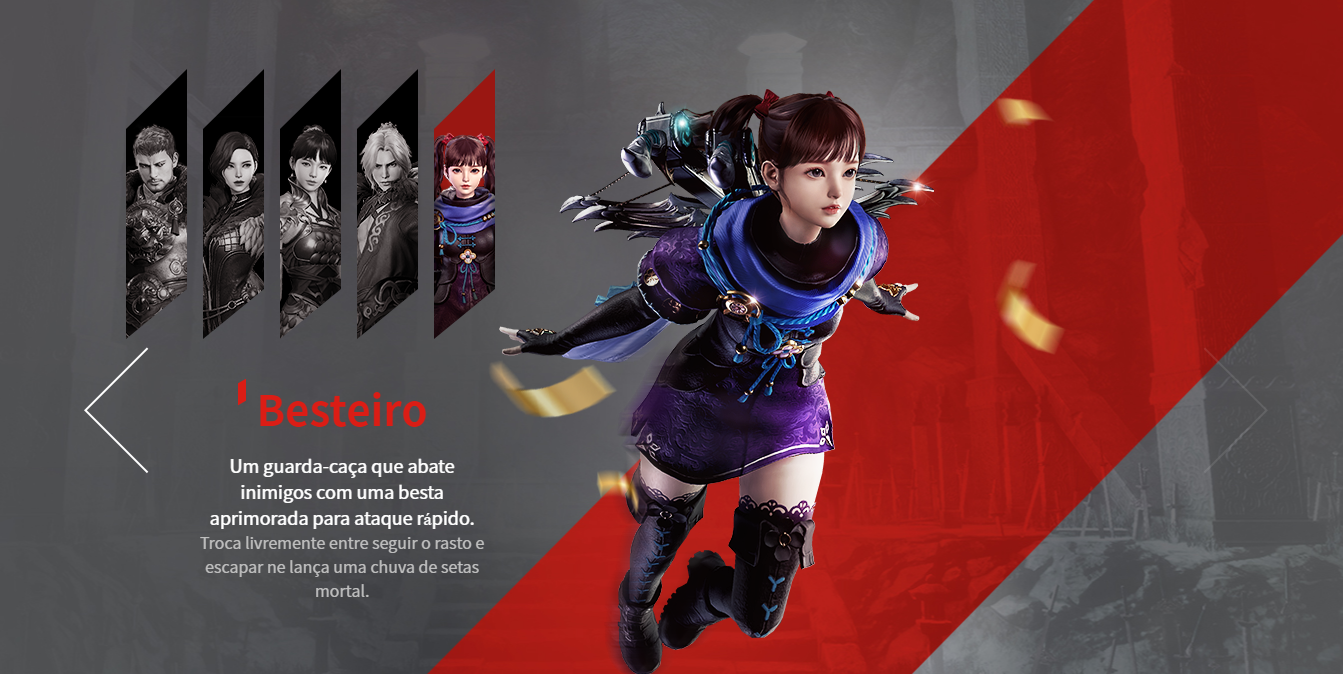 Besteiro
Um guarda-caça que abate
inimigos com uma besta
aprimorada para ataque rápido.
Troca livremente entre seguir o rasto e
escapar ne lança uma chuva de setas
mortal.